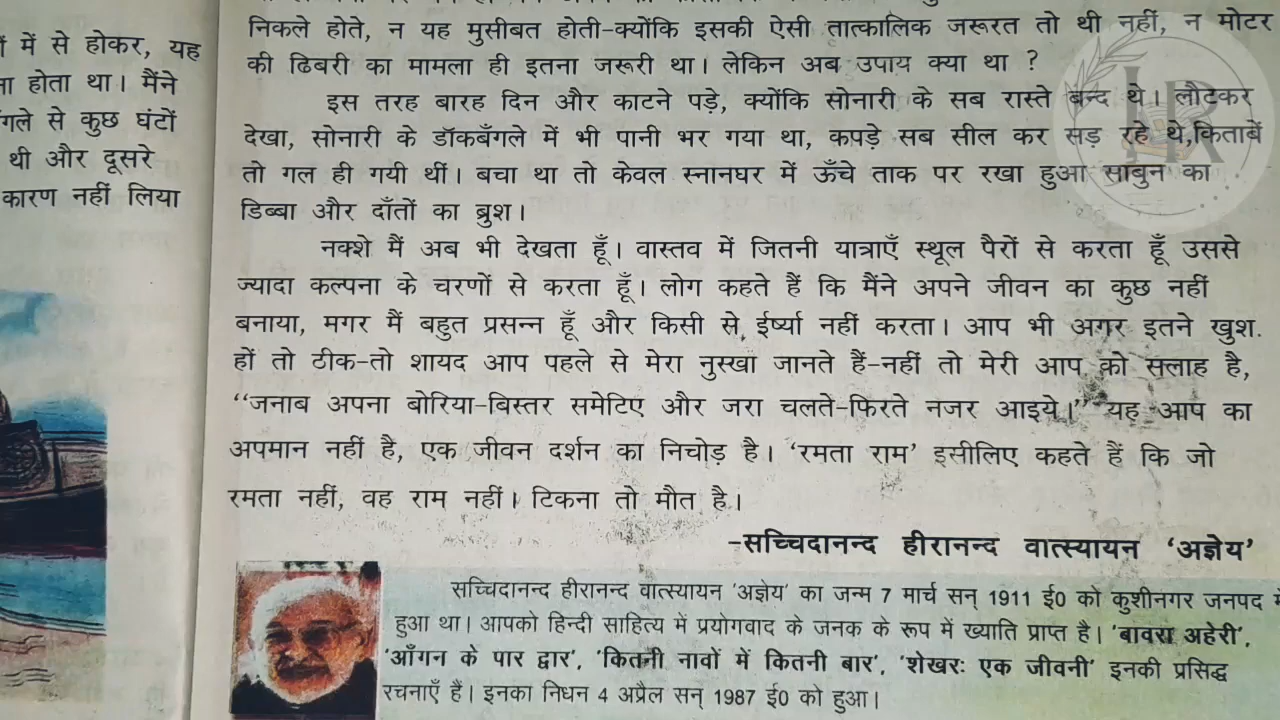 में से होकर, यह
होता था। मैंने
से कुछ घंटों
थी और दूसरे
कारण नहीं लिया
निकले होते, न यह मुसीबत होती-क्योंकि इसकी ऐसी तात्कालिक जरूरत तो थी नहीं, न मोटर
की ढिबरी का मामला ही इतना जरूरी था। लेकिन अब उपाय क्या था ?
इस तरह बारह दिन और काटने पड़े, क्योंकि सोनारी के सब रास्ते बन्द थे। लौटकर
देखा, सोनारी के डॉकबँगले में भी पानी भर गया था, कपड़े सब सील कर सड़ रहे थे,किताबें
तो गल ही गयी थीं। बचा था तो केवल स्नानघर में ऊँचे ताक पर रखा हुआ साबुन का
डिब्बा और दाँतों का ब्रुश।
नक्शे मैं अब भी देखता हूँ। वास्तव में जितनी यात्राएँ स्थूल पैरों से करता हूँ उससे
ज्यादा कल्पना के चरणों से करता हूँ। लोग कहते हैं कि मैंने अपने जीवन का कुछ नहीं
बनाया, मगर मैं बहुत प्रसन्न हूँ और किसी से ईर्ष्या नहीं करता। आप भी अगर इतने खुश
हों तो ठीक-तो शायद आप पहले से मेरा नुस्खा जानते हैं-नहीं तो मेरी आप को सलाह है,
“जनाब अपना बोरिया-बिस्तर समेटिए और जरा चलते-फिरते नजर आइये।” यह आप का
अपमान नहीं है, एक जीवन दर्शन का निचोड़ है। ‘रमता राम’ इसीलिए कहते हैं कि जो
रमता नहीं, वह राम नहीं। टिकना तो मौत है।
-सच्चिदानन्द हीरानन्द वात्स्यायन ‘अज्ञेय’
सच्चिदानन्द हीरानन्द वात्स्यायन ‘अज्ञेय’ का जन्म 7 मार्च सन् 1911 ई0 को कुशीनगर जनपद में
हुआ था। आपको हिन्दी साहित्य में प्रयोगवाद के जनक के रूप में ख्याति प्राप्त है। ‘बावरा अहेरी’,
‘आँगन के पार द्वार’, ‘कितनी नावों में कितनी बार’, ‘शेखरः एक जीवनी’ इनकी प्रसिद्ध
रचनाएँ हैं। इनका निधन 4 अप्रैल सन् 1987 ई0 को हुआ।